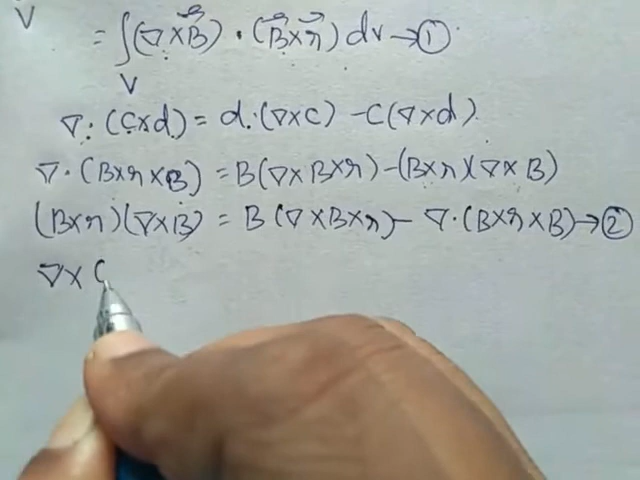 V
= ∫(∇×B⃗)·(B⃗×r⃗) dv →①
V
∇·(C×d) = d·(∇×C) - C(∇×d)
∇·(B×r×B) = B(∇×B×r) - (B×r)(∇×B)
(B×r)(∇×B) = B(∇×B×r) - ∇·(B×r×B) →②
∇×C